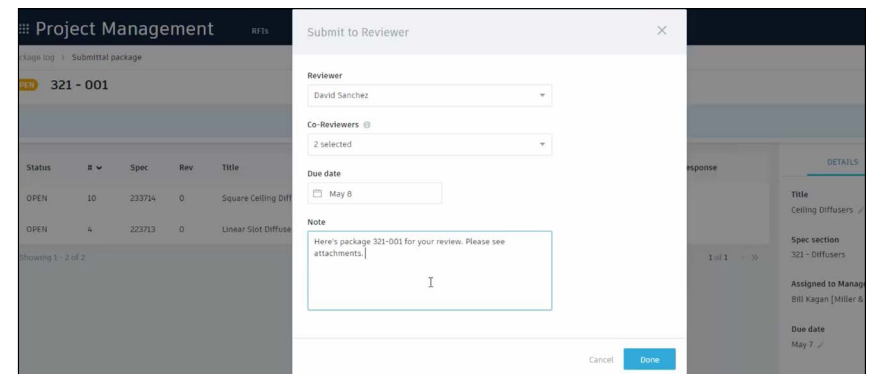 Project Management RFIs
Submittal package
321 - 001
Status # Spec Rev Title
OPEN 10 233714 0 Square Ceiling Diff
OPEN 4 223713 0 Linear Slot Diffuse
Showing 1 - 2 of 2
Submit to Reviewer
Reviewer
David Sanchez
Co-Reviewers
2 selected
Due date
May 8
Note
Here's package 321-001 for your review. Please see
attachments.
Cancel Done
esponse
1 of 1
DETAILS
Title
Ceiling Diffusers
Spec section
321 - Diffusers
Assigned to Manage
Bill Kagan [Miller &
Due date
May 7